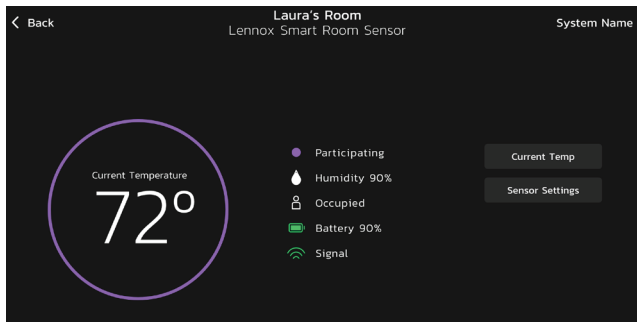 Back
Laura's Room
Lennox Smart Room Sensor
System Name
Current Temperature
72°
Participating
Humidity 90%
Occupied
Battery 90%
Signal
Current Temp
Sensor Settings